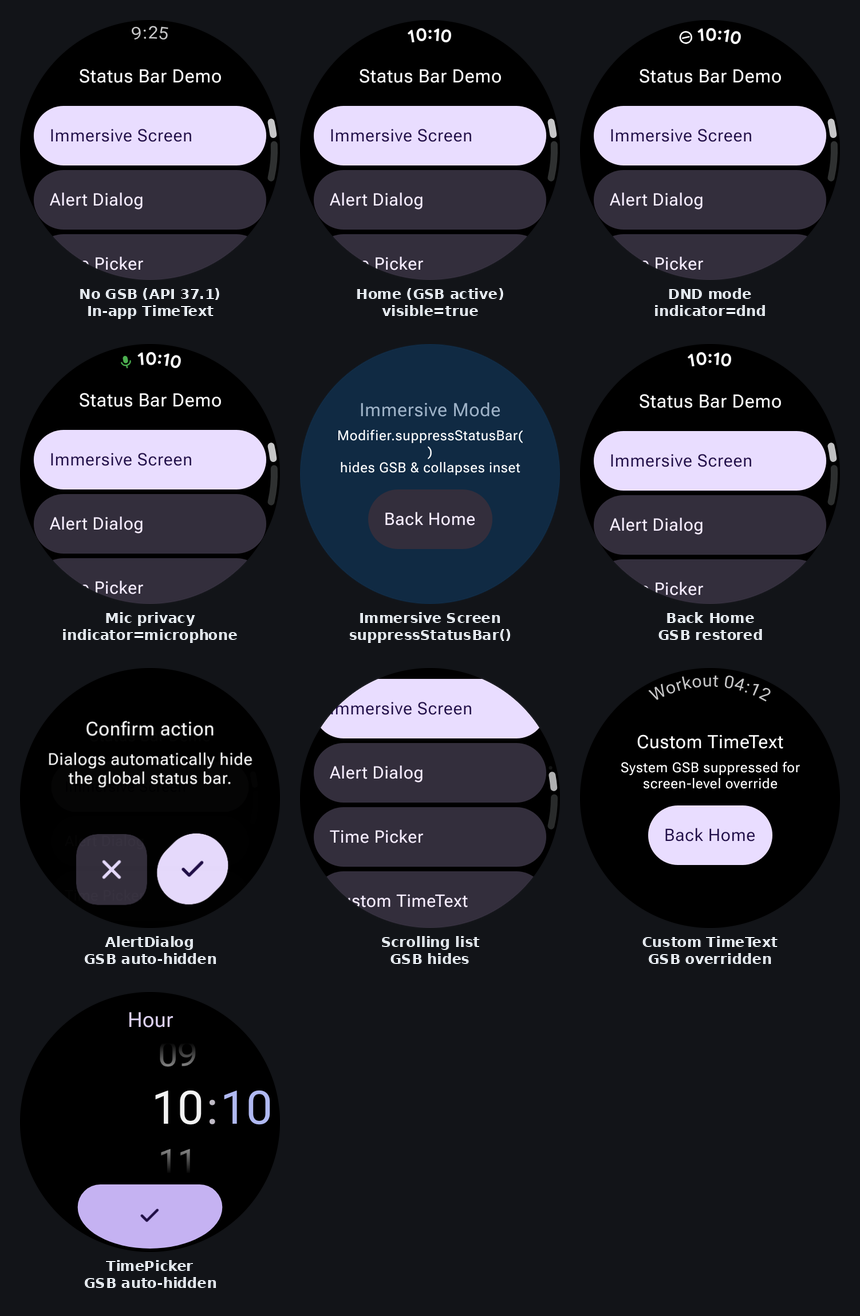 9:25
Status Bar Demo
Immersive Screen
Alert Dialog
e Picker
No GSB (API 37.1)
In-app TimeText
10:10
Status Bar Demo
Immersive Screen
Alert Dialog
e Picker
Home (GSB active)
visible=true
10:10
Status Bar Demo
Immersive Screen
Alert Dialog
e Picker
DND mode
indicator=dnd
10:10
Status Bar Demo
Immersive Screen
Alert Dialog
e Picker
Mic privacy
indicator=microphone
Immersive Mode
Modifier.suppressStatusBar(
)
hides GSB & collapses inset
Back Home
Immersive Screen
suppressStatusBar()
10:10
Status Bar Demo
Immersive Screen
Alert Dialog
e Picker
Back Home
GSB restored
Confirm action
Dialogs automatically hide
the global status bar.
AlertDialog
GSB auto-hidden
mmersive Screen
Alert Dialog
Time Picker
ustom TimeText
Scrolling list
GSB hides
Workout 04:12
Custom TimeText
System GSB suppressed for
screen-level override
Back Home
Custom TimeText
GSB overridden
Hour
09
10:10
11
TimePicker
GSB auto-hidden